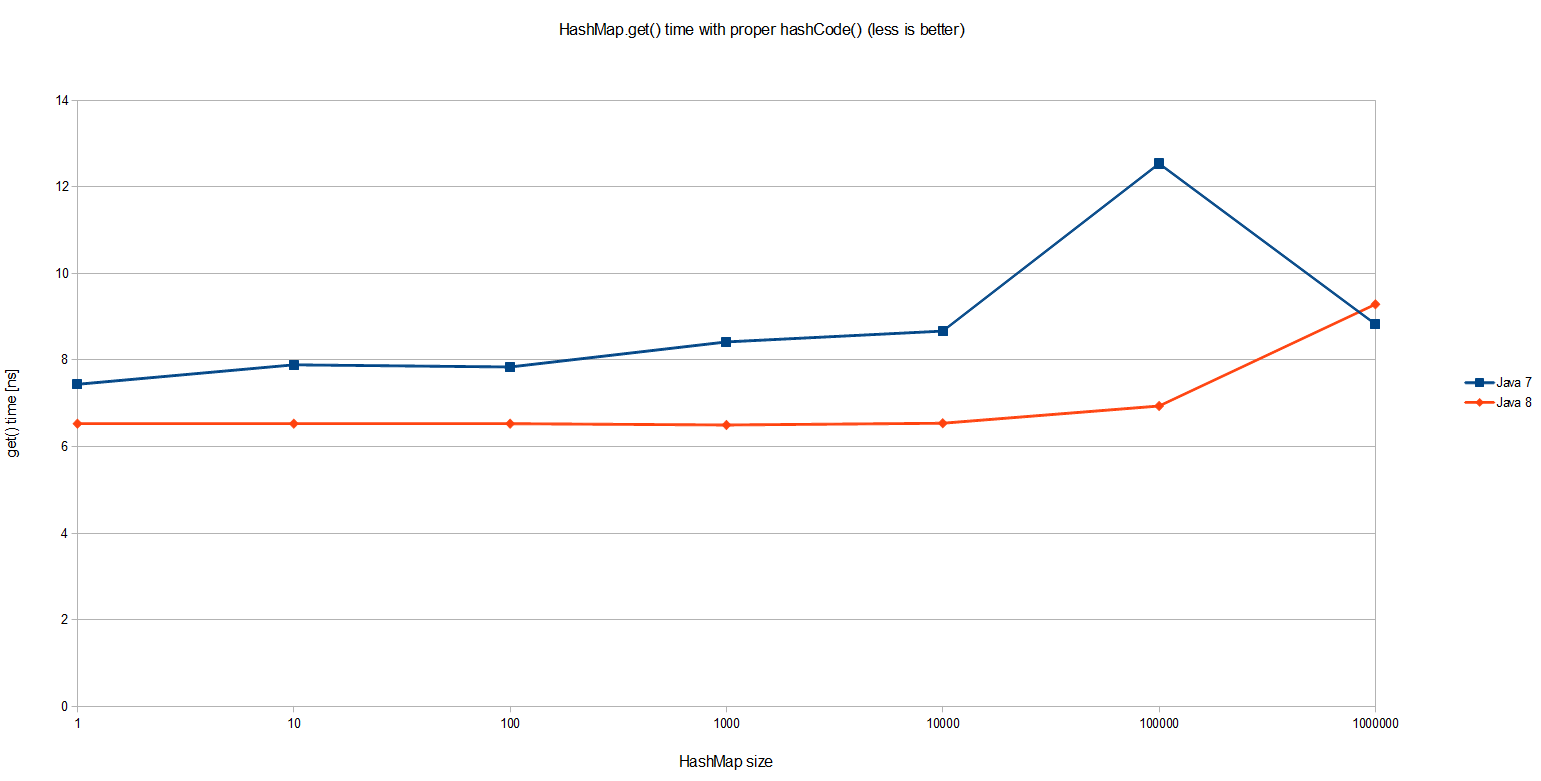 HashMap.get() time with proper hashCode() (less is better)
14
12
10
8
6
4
2
0
get() time [ns]
1 10 100 1000 10000 100000 1000000
HashMap size
Java 7
Java 8